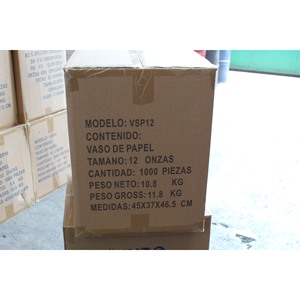 MODELO: VSP12
CONTENIDO:
VASO DE PAPEL
TAMANO: 12 ONZAS
CANTIDAD: 1000 PIEZAS
PESO NETO: 10.8 KG
PESO GROSS: 11.8 KG
MEDIDAS: 45X37X46.5 CM